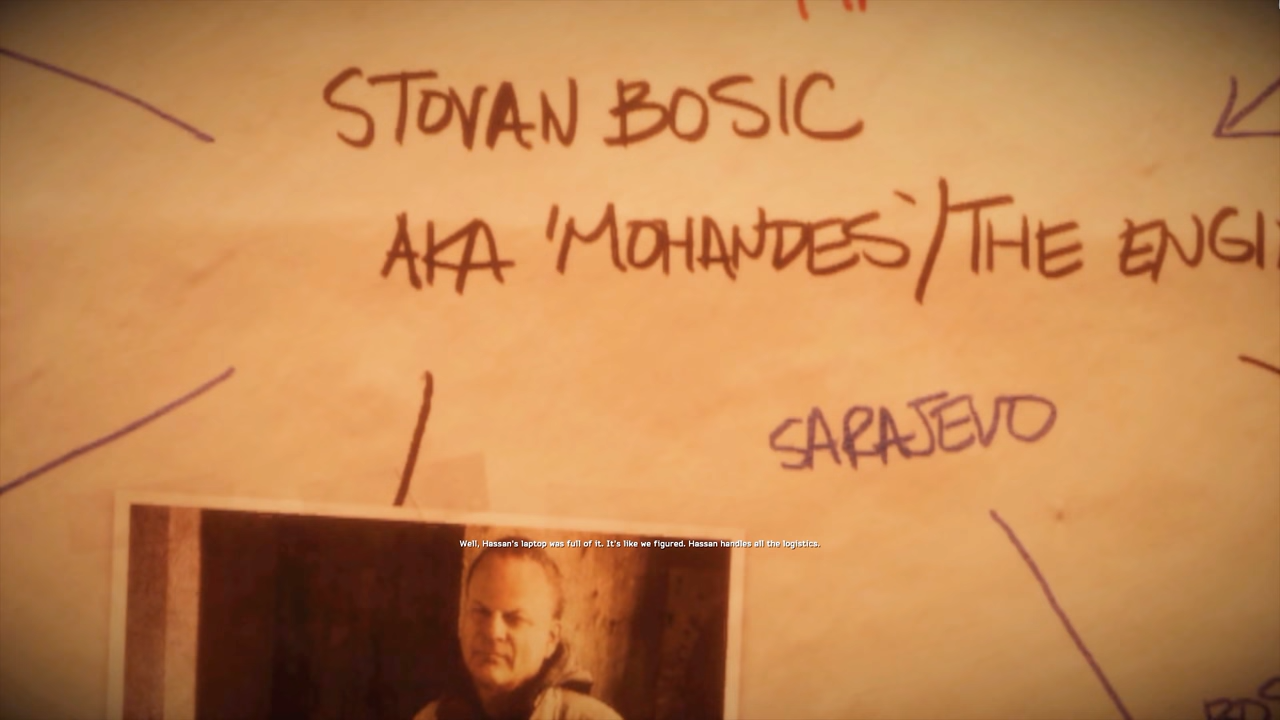 STOVAN BOSIC
AKA 'MOHANDES'/THE ENGI
SARAJEVO
Well, Hassan's laptop was full of it. It's like we figured. Hassan handles all the logistics.